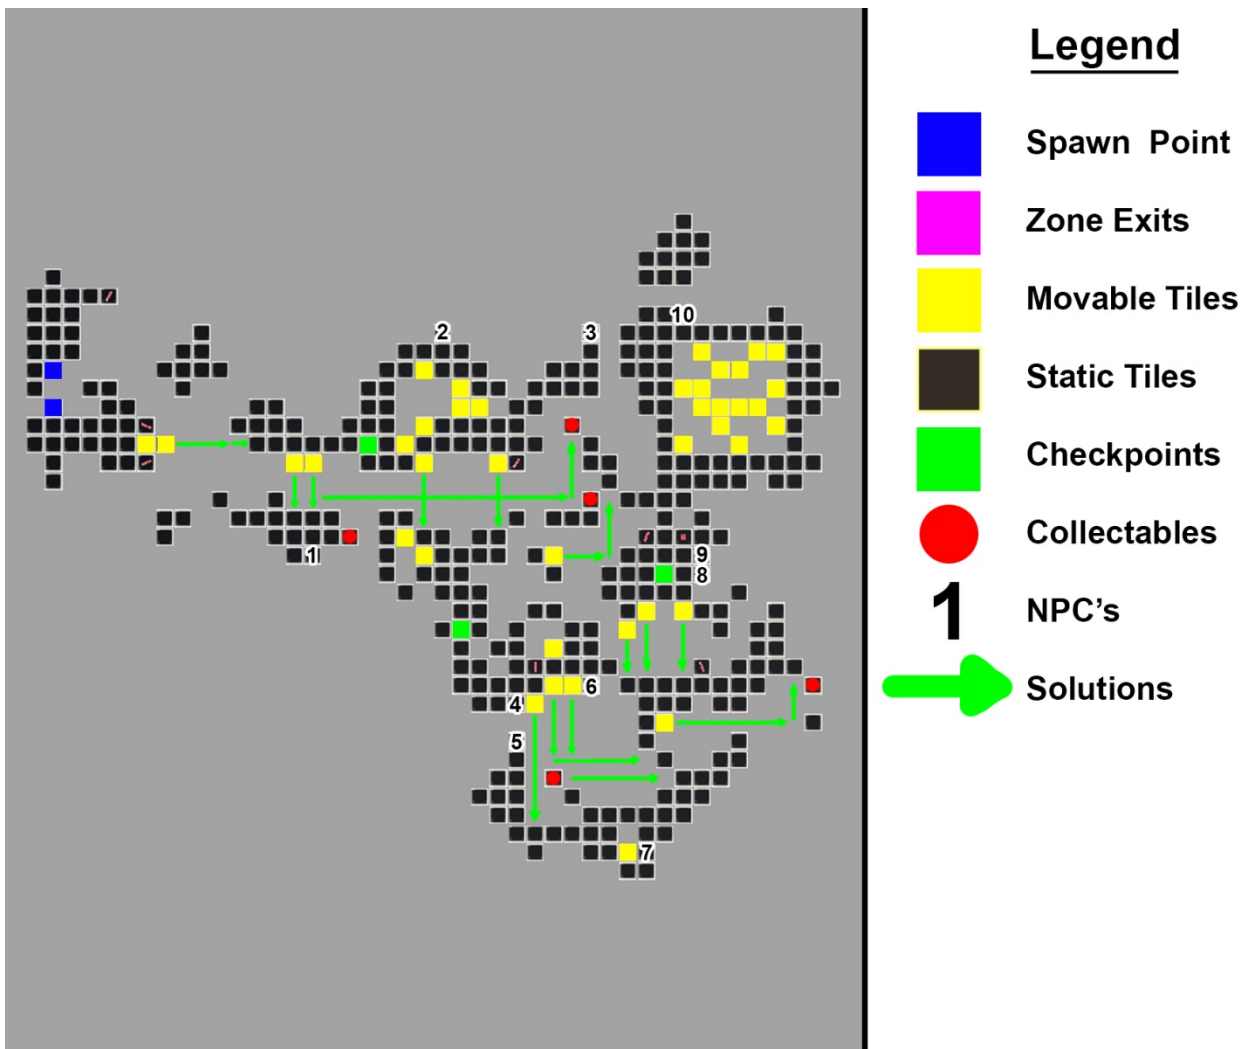 Legend
Spawn Point
Zone Exits
Movable Tiles
Static Tiles
Checkpoints
Collectables
1 NPC's
Solutions
10
2
3
1
9
8
6
4
5
7